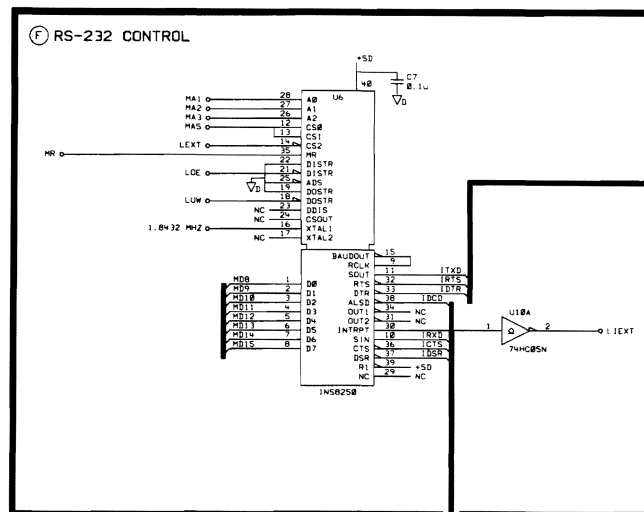 F RS-232 CONTROL
+5D
C7
0.1u
D
40
U6
MA1 28 A0
MA2 27 A1
MA3 26 A2
MA5 12 CS0
13 CS1
LEXT 14 CS2
MR 35 MR
22 DISTR
LOE 21 DISTR
D 25 ADS
19 DOSTR
LUW 18 DOSTR
NC 23 DDIS
NC 24 CSOUT
1.8432 MHZ 16 XTAL1
NC 17 XTAL2
BAUDOUT 15
RCLK 9
SOUT 11 ITXD
RTS 32 IRTS
DTR 33 IDTR
MD8 1 D0
MD9 2 D1
MD10 3 D2
MD11 4 D3
MD12 5 D4
MD13 6 D5
MD14 7 D6
MD15 8 D7
ALSD 38 IDCD
OUT1 34 NC
OUT2 31 NC
INTRPT 30
SIN 10 IRXD
CTS 36 ICTS
DSR 37 IDSR
RI 39 +5D
NC 29 NC
INS8250
U10A
1 2
74HC05N